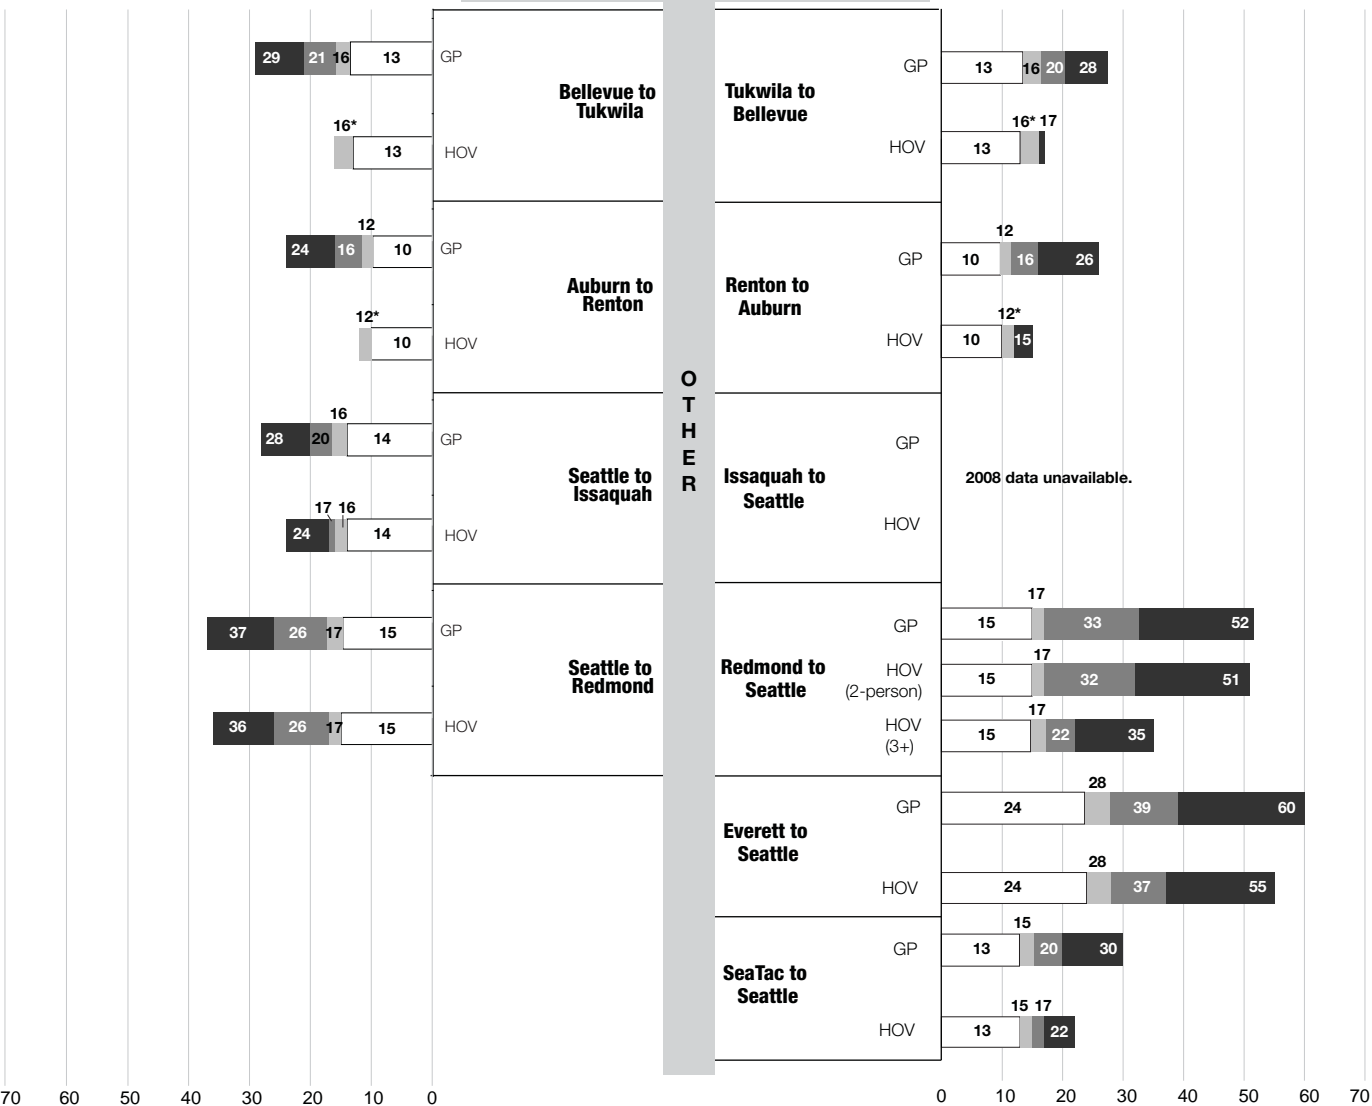 29 21 16 13 GP
Bellevue to
Tukwila
16*
13 HOV
12
24 16 10 GP
Auburn to
Renton
12*
10 HOV
16
28 20 14 GP
Seattle to
Issaquah
17 16
24 14 HOV
37 26 17 15 GP
Seattle to
Redmond
36 26 17 15 HOV
O
T
H
E
R
GP 13 16 20 28
Tukwila to
Bellevue
16* 17
HOV 13
12
GP 10 16 26
Renton to
Auburn
12*
HOV 10 15
GP
Issaquah to
Seattle
2008 data unavailable.
HOV
17
GP 15 33 52
17
Redmond to
Seattle
HOV
(2-person)
15 32 51
17
HOV
(3+)
15 22 35
28
GP 24 39 60
Everett to
Seattle
28
HOV 24 37 55
15
GP 13 20 30
SeaTac to
Seattle
15 17
HOV 13 22
70 60 50 40 30 20 10 0
0 10 20 30 40 50 60 70